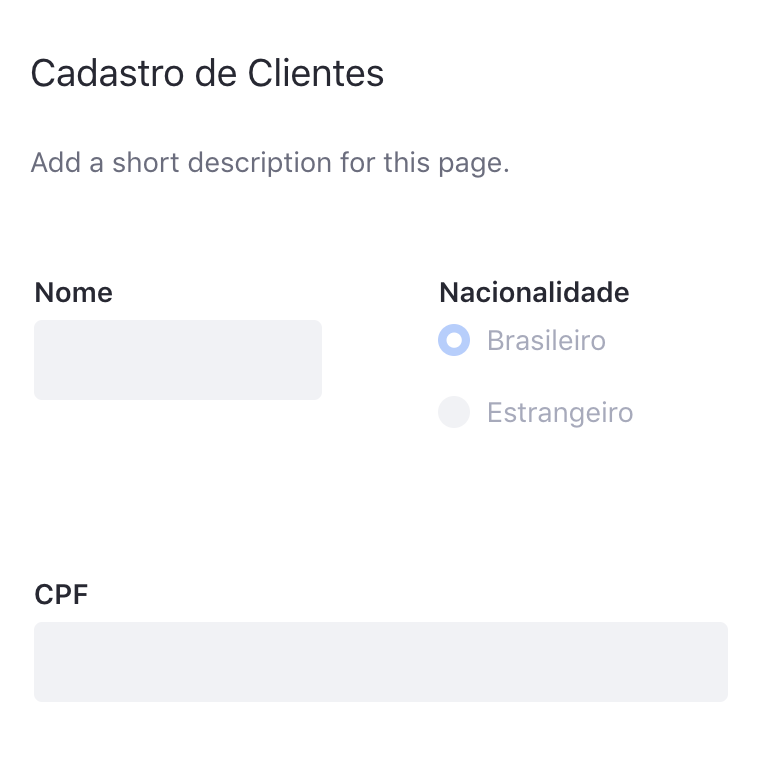 Cadastro de Clientes
Add a short description for this page.
Nome
Nacionalidade
Brasileiro
Estrangeiro
CPF